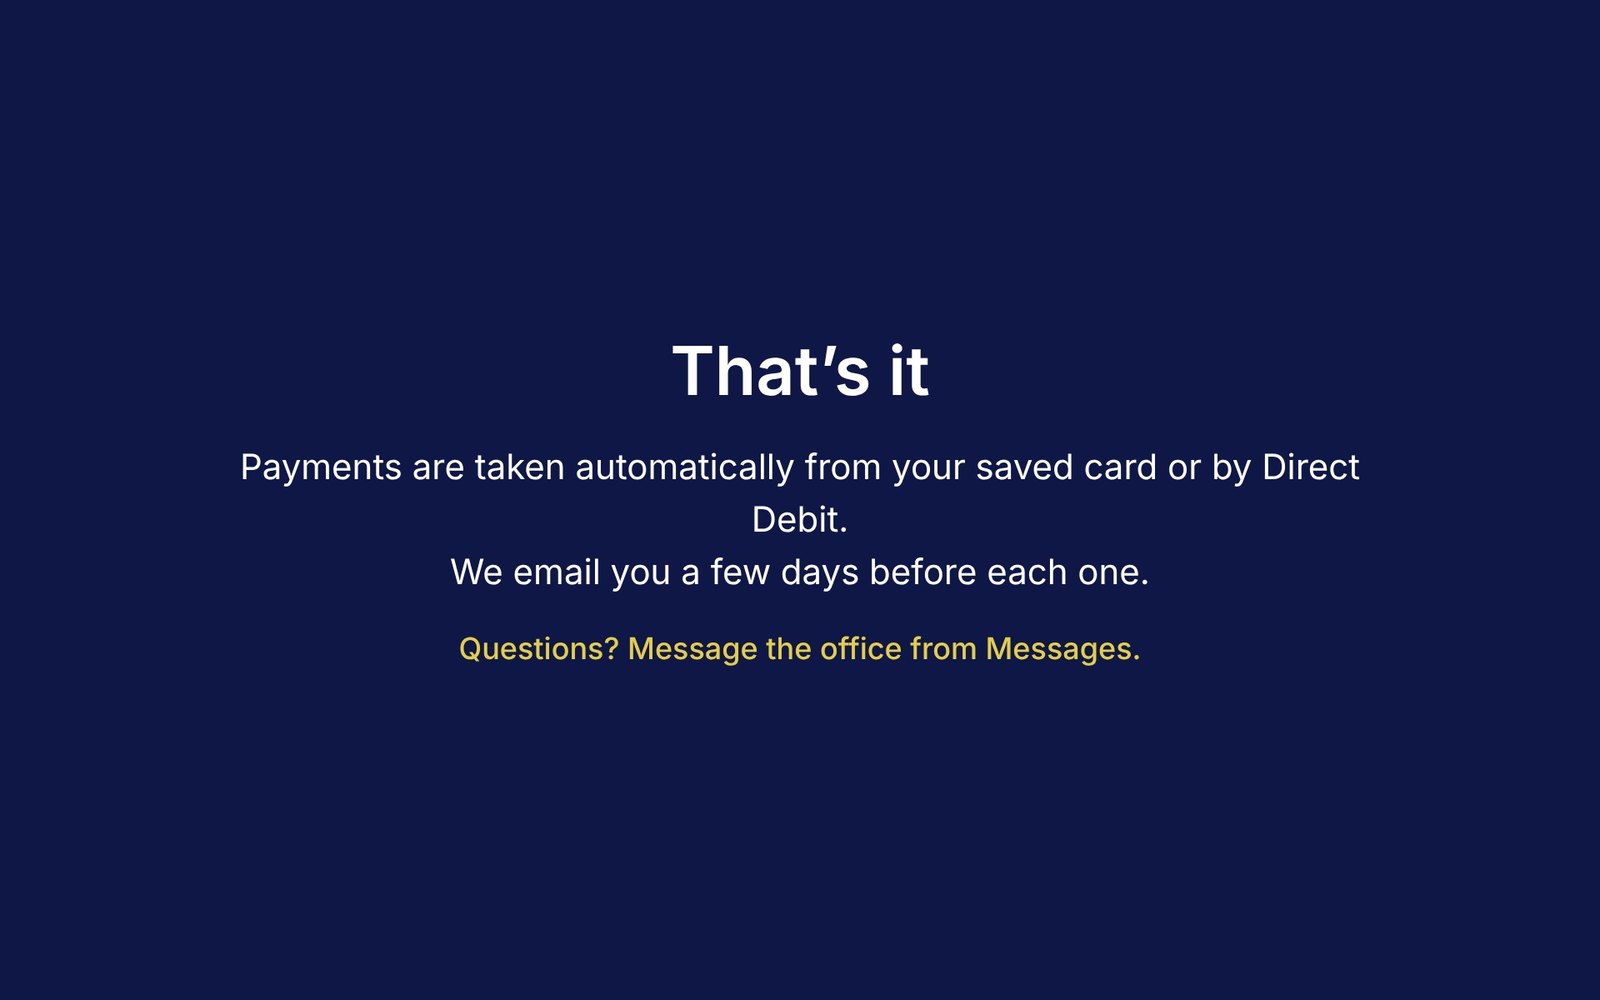 That’s it
Payments are taken automatically from your saved card or by Direct
Debit.
We email you a few days before each one.
Questions? Message the office from Messages.